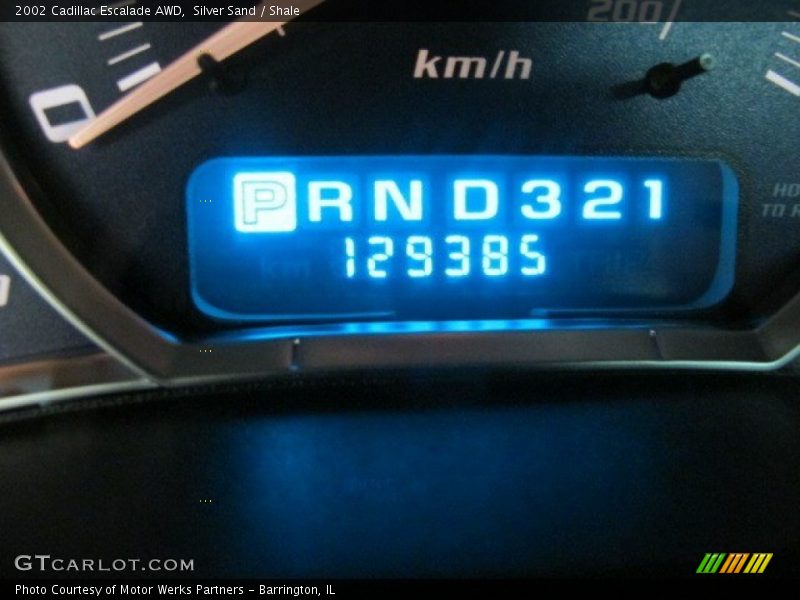 2002 Cadillac Escalade AWD, Silver Sand / Shale
200
km/h
0
PRND321
129385
GTCARLOT.COM
Photo Courtesy of Motor Werks Partners - Barrington, IL